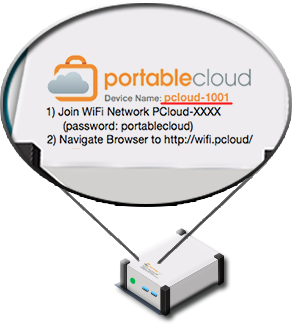 portablecloud
Device Name: pcloud-1001
1) Join WiFi Network PCloud-XXXX
(password: portablecloud)
2) Navigate Browser to http://wifi.pcloud/